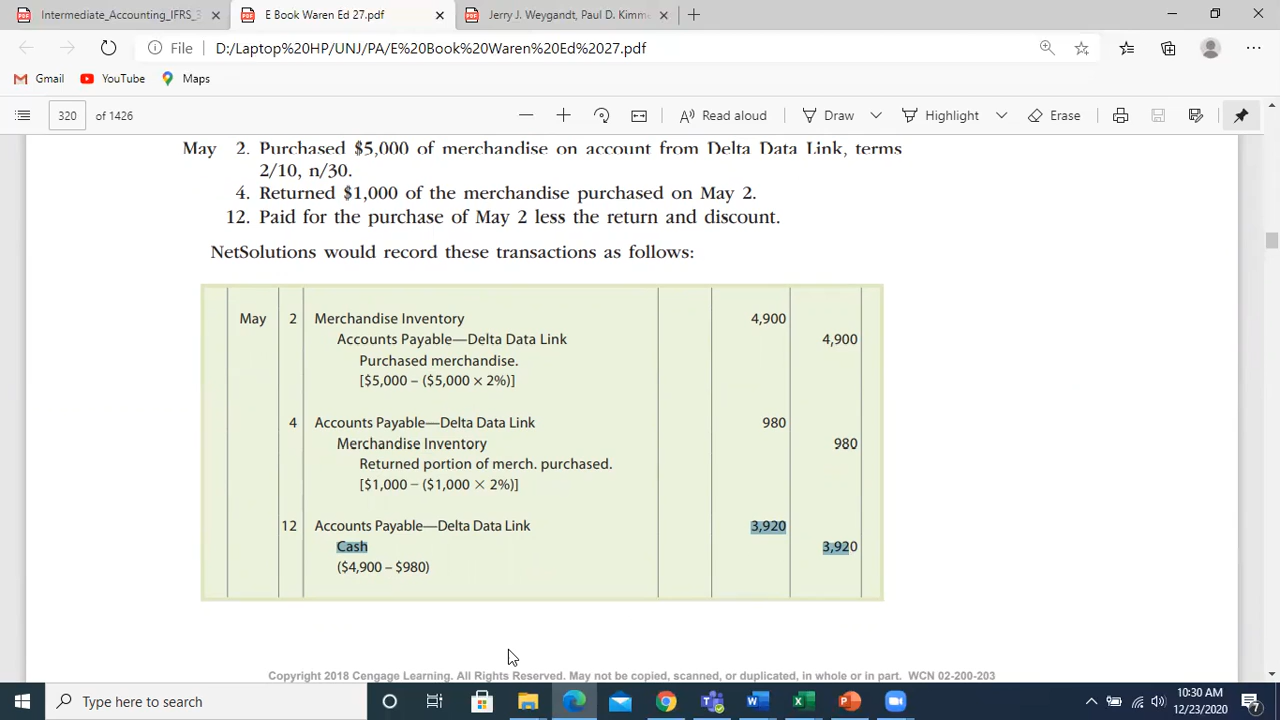 Intermediate_Accounting_IFRS_3
E Book Waren Ed 27.pdf
Jerry J. Weygandt, Paul D. Kimme
File
D:/Laptop%20HP/UNJ/PA/E%20Book%20Waren%20Ed%2027.pdf
Gmail
YouTube
Maps
320 of 1426
Read aloud
Draw
Highlight
Erase
May 2. Purchased $5,000 of merchandise on account from Delta Data Link, terms
2/10, n/30.
4. Returned $1,000 of the merchandise purchased on May 2.
12. Paid for the purchase of May 2 less the return and discount.
NetSolutions would record these transactions as follows:
May 2 Merchandise Inventory 4,900
Accounts Payable—Delta Data Link 4,900
Purchased merchandise.
[$5,000 – ($5,000 × 2%)]
4 Accounts Payable—Delta Data Link 980
Merchandise Inventory 980
Returned portion of merch. purchased.
[$1,000 – ($1,000 × 2%)]
12 Accounts Payable—Delta Data Link 3,920
Cash 3,920
($4,900 – $980)
Copyright 2018 Cengage Learning. All Rights Reserved. May not be copied, scanned, or duplicated, in whole or in part. WCN 02-200-203
Type here to search
10:30 AM
12/23/2020
7